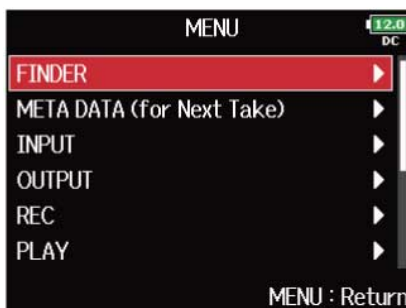 MENU
12.0
DC
FINDER
META DATA (for Next Take)
INPUT
OUTPUT
REC
PLAY
MENU : Return